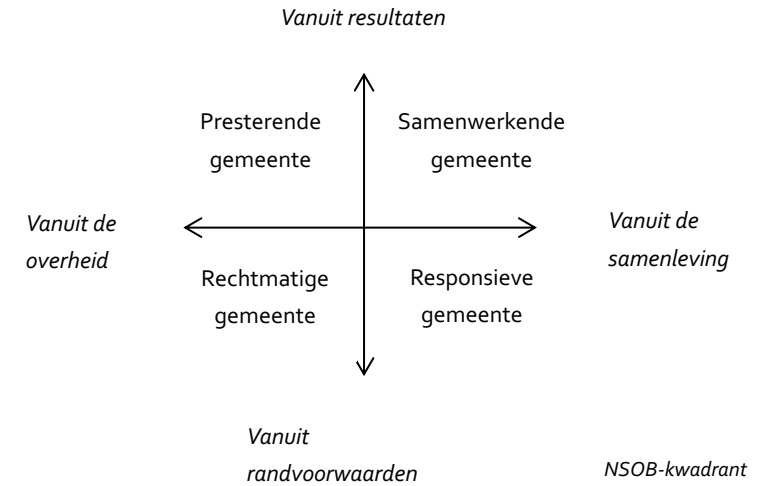 Vanuit resultaten
Presterende
gemeente
Samenwerkende
gemeente
Vanuit de
overheid
Vanuit de
samenleving
Rechtmatige
gemeente
Responsieve
gemeente
Vanuit
randvoorwaarden
NSOB-kwadrant